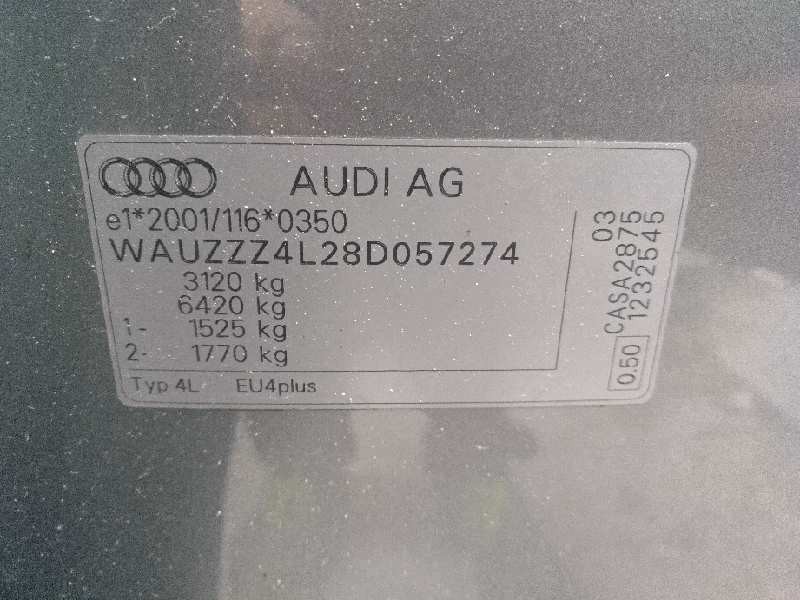 AUDI AG
e1*2001/116*0350
WAUZZZ4L28D057274
3120 kg
6420 kg
1- 1525 kg
2- 1770 kg
Typ 4L EU4plus
03
CASA2875
1232545
0.50